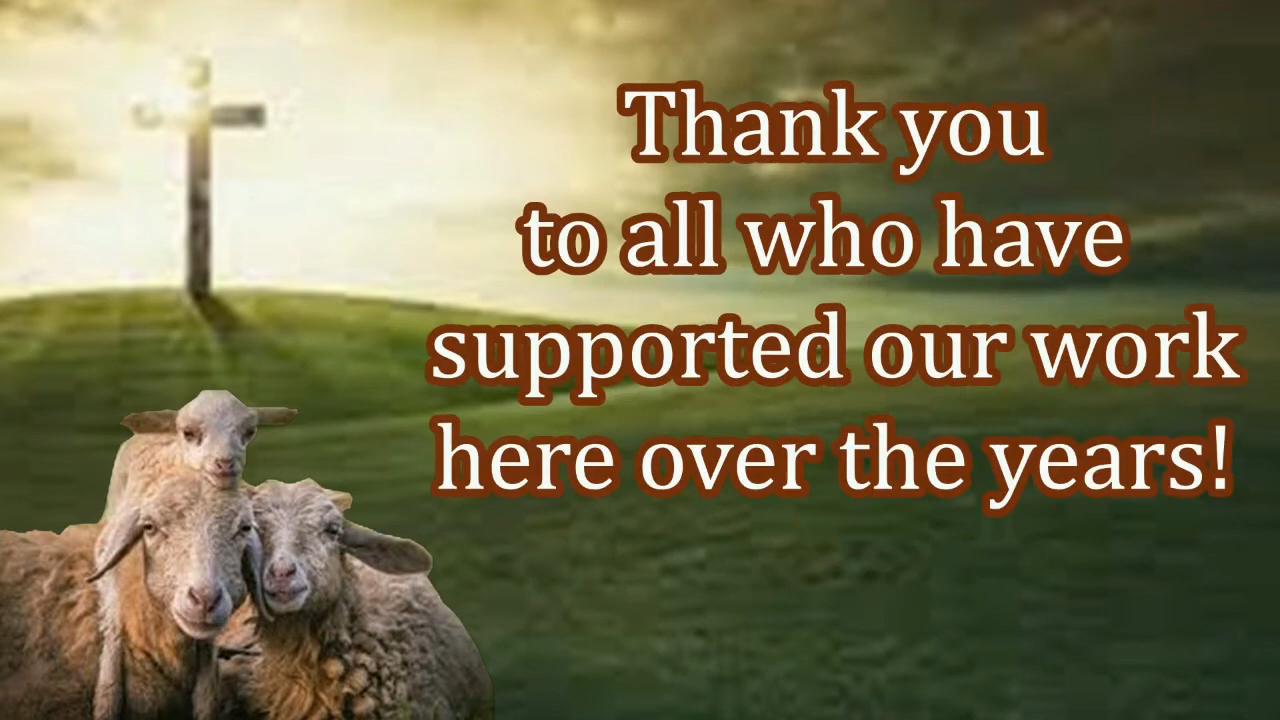 Thank you
to all who have
supported our work
here over the years!